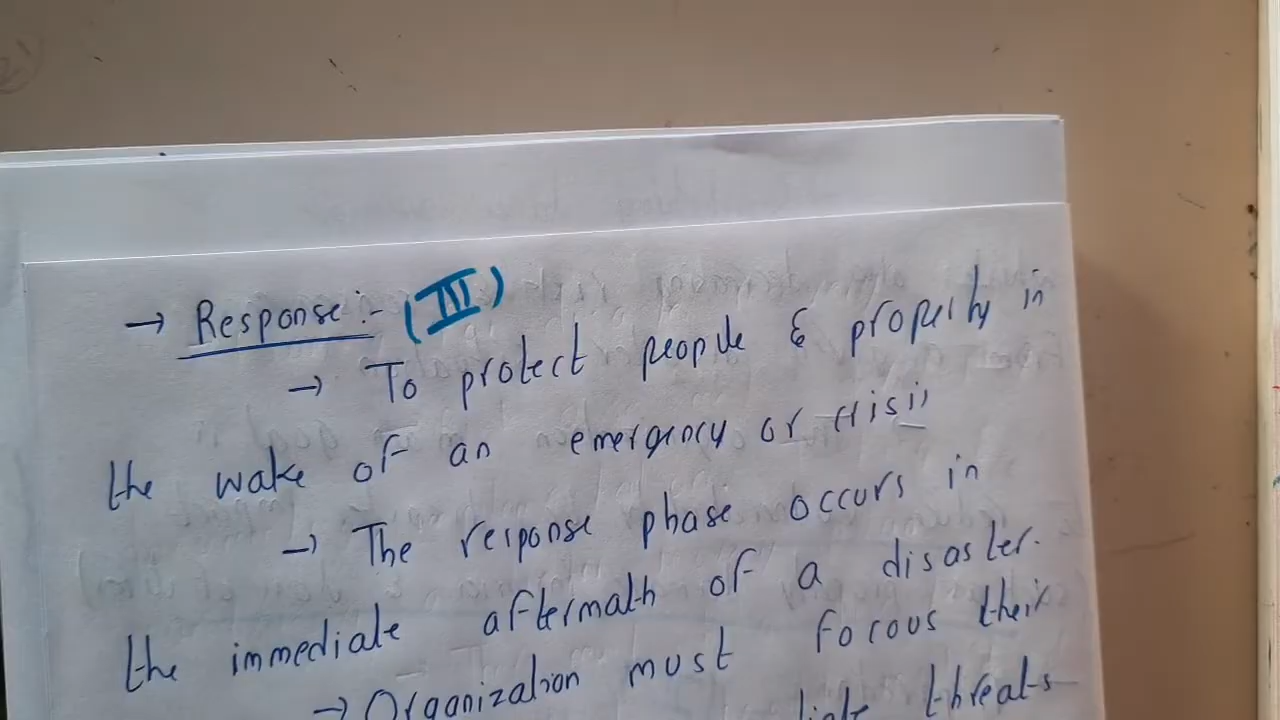 → Response :- (III)
→ To protect people & property in
the wake of an emergency or crisis
→ The response phase occurs in
the immediate aftermath of a disaster.
→ Organization must forcous their
threats